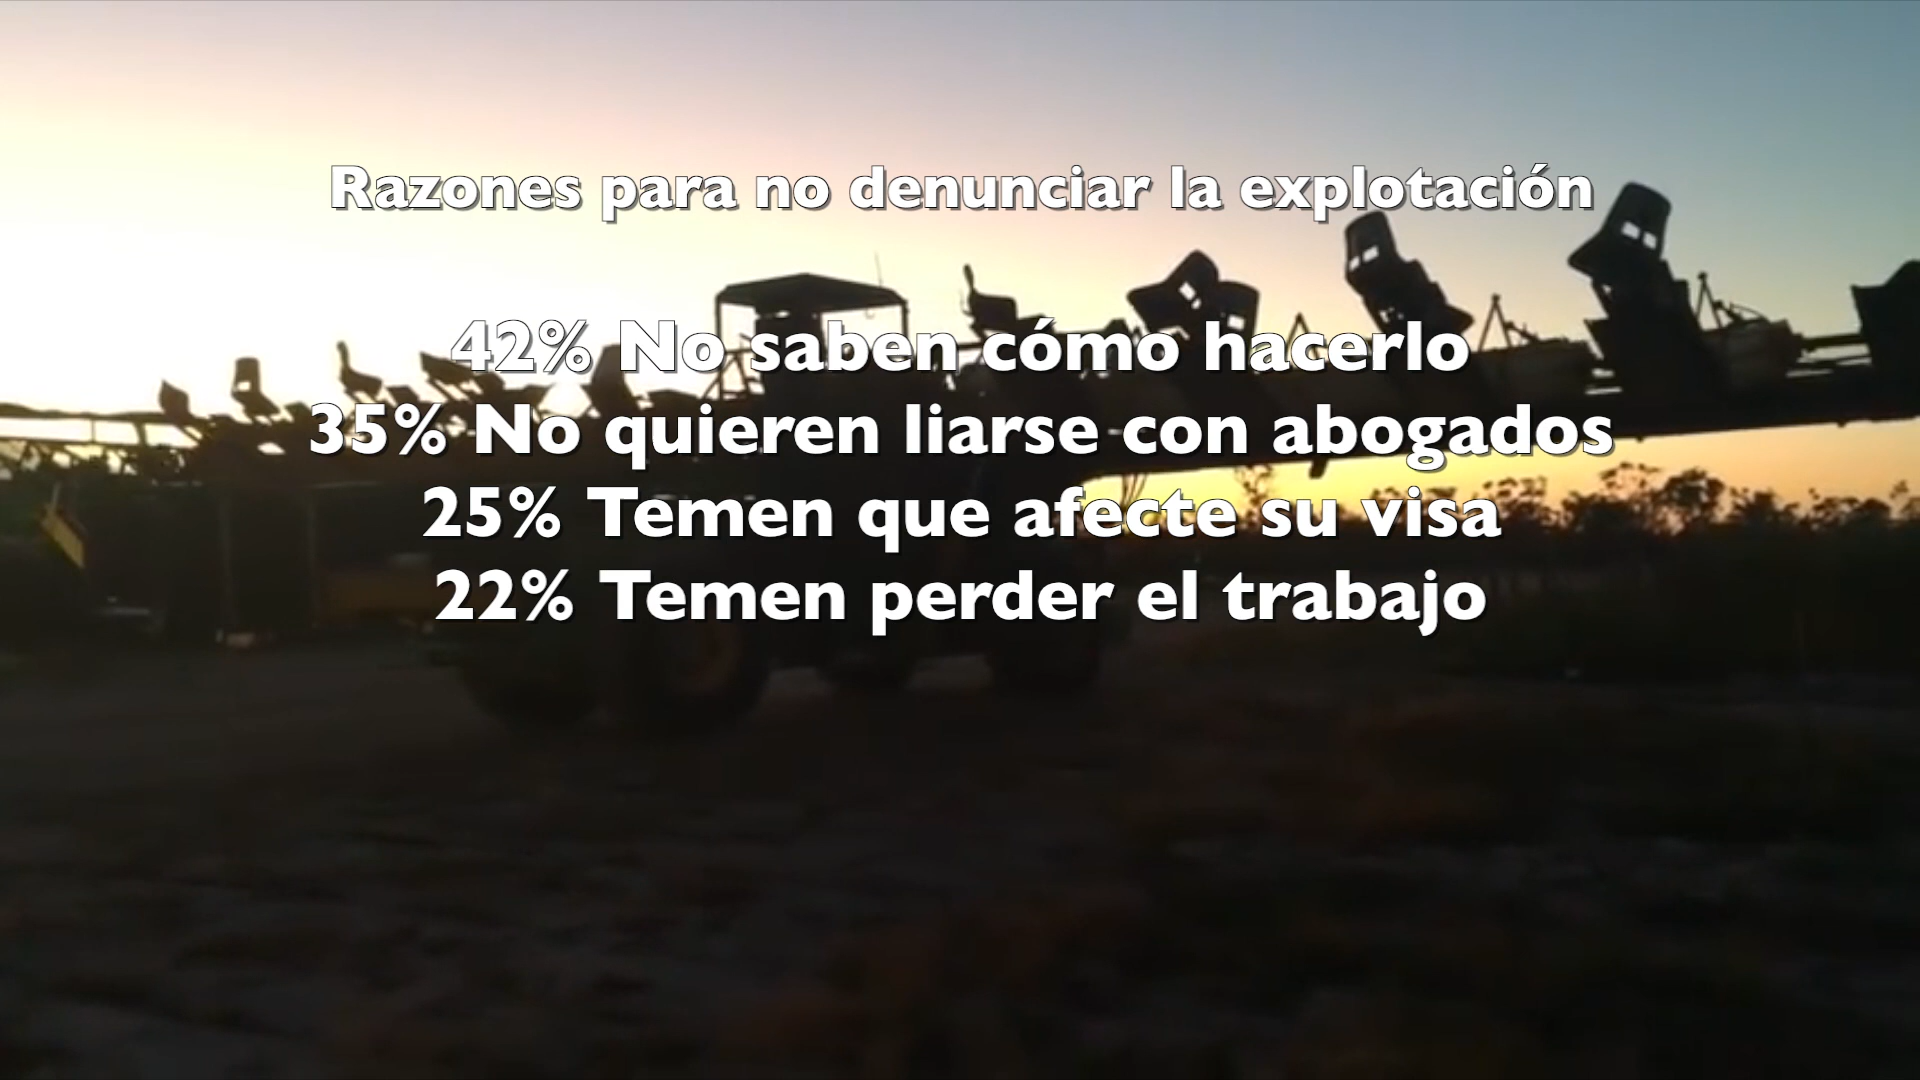 Razones para no denunciar la explotación
42% No saben cómo hacerlo
35% No quieren liarse con abogados
25% Temen que afecte su visa
22% Temen perder el trabajo